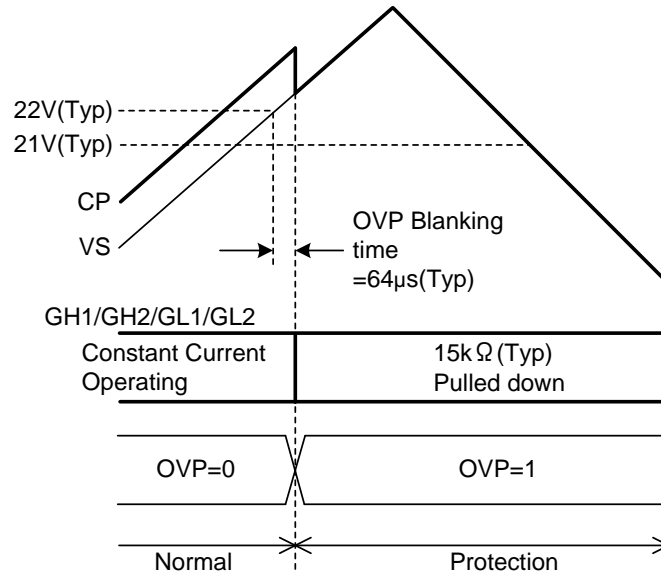 22V(Typ)
21V(Typ)
CP
VS
OVP Blanking
time
=64μs(Typ)
GH1/GH2/GL1/GL2
Constant Current
Operating
15kΩ(Typ)
Pulled down
OVP=0
OVP=1
Normal
Protection